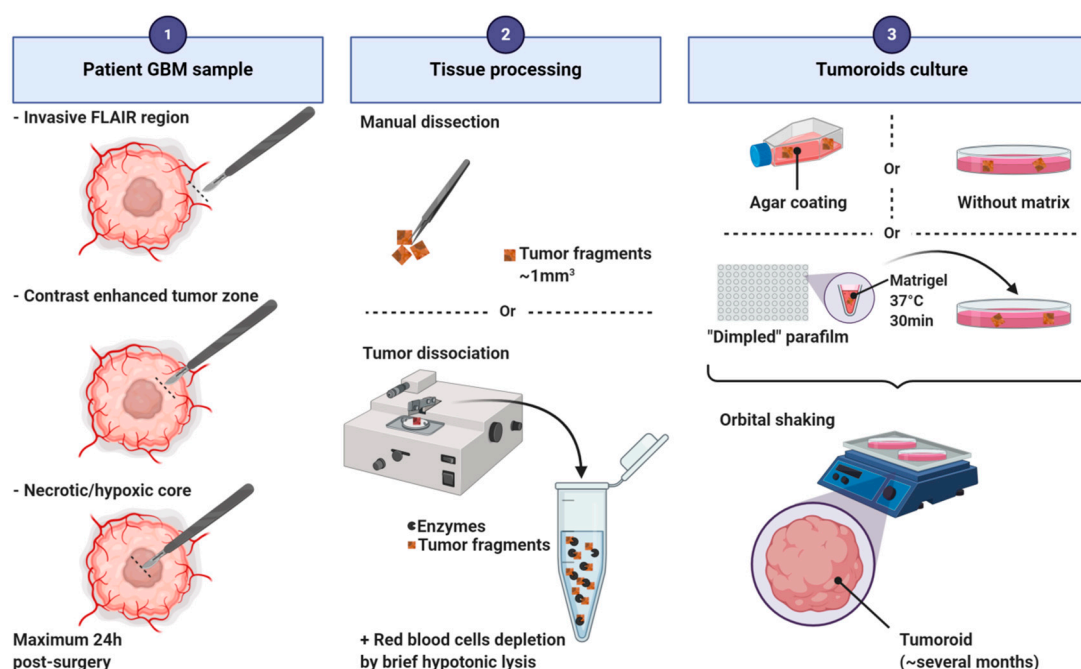 1
Patient GBM sample
- Invasive FLAIR region
- Contrast enhanced tumor zone
- Necrotic/hypoxic core
Maximum 24h
post-surgery
2
Tissue processing
Manual dissection
Tumor fragments
~1mm³
Or
Tumor dissociation
Enzymes
Tumor fragments
+ Red blood cells depletion
by brief hypotonic lysis
3
Tumoroids culture
Agar coating
Or
Without matrix
Or
"Dimpled" parafilm
Matrigel
37°C
30min
Orbital shaking
Tumoroid
(~several months)